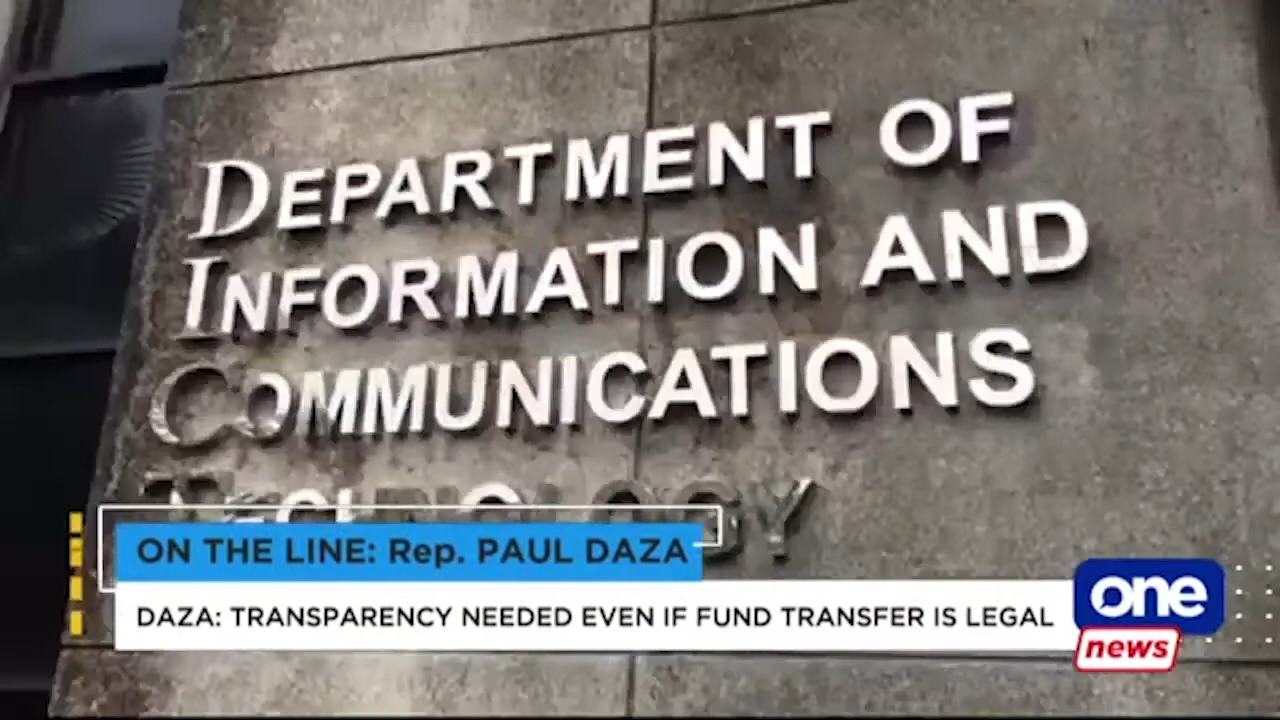 DEPARTMENT OF
INFORMATION AND
COMMUNICATIONS
TECHNOLOGY
ON THE LINE: Rep. PAUL DAZA
DAZA: TRANSPARENCY NEEDED EVEN IF FUND TRANSFER IS LEGAL
one
news